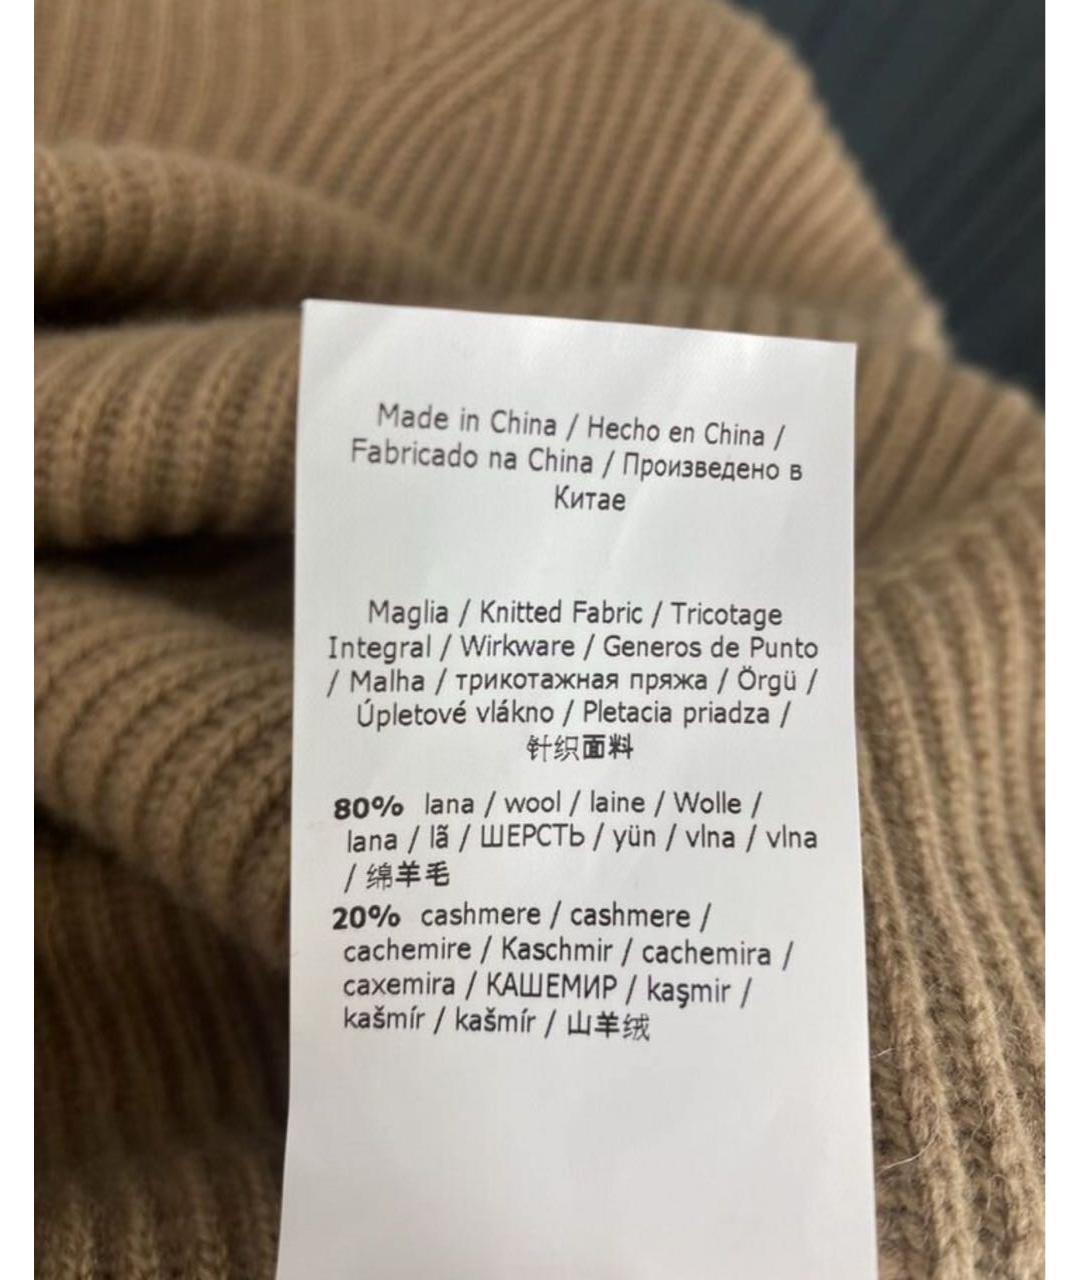 Made in China / Hecho en China /
Fabricado na China / Произведено в
Китае
Maglia / Knitted Fabric / Tricotage
Integral / Wirkware / Generos de Punto
/ Malha / трикотажная пряжа / Örgü /
Úpletové vlákno / Pletacia priadza /
针织面料
80% lana / wool / laine / Wolle /
lana / lã / ШЕРСТЬ / yün / vlna / vlna
/ 绵羊毛
20% cashmere / cashmere /
cachemire / Kaschmir / cachemira /
caxemira / КАШЕМИР / kaşmir /
kašmír / kašmír / 山羊绒